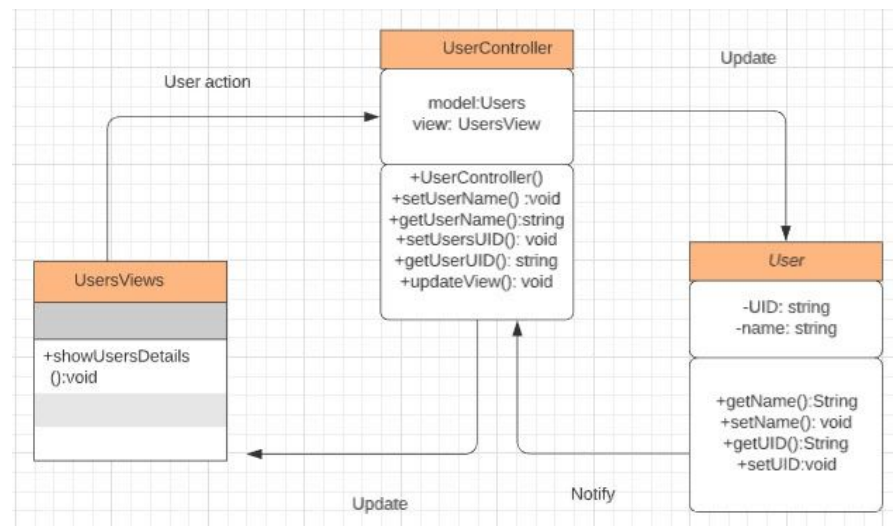 UserController
Update
User action
model:Users
view: UsersView
+UserController()
+setUserName() :void
+getUserName():string
+setUsersUID(): void
+getUserUID(): string
+updateView(): void
User
UsersViews
-UID: string
-name: string
+showUsersDetails
():void
+getName():String
+setName(): void
+getUID():String
+setUID:void
Update
Notify